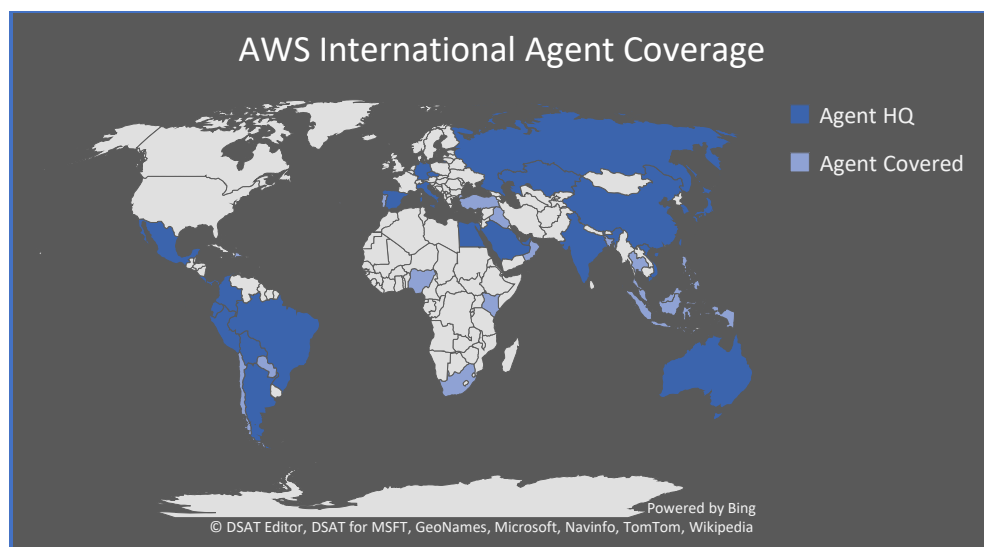 AWS International Agent Coverage
Agent HQ
Agent Covered
Powered by Bing
© DSAT Editor, DSAT for MSFT, GeoNames, Microsoft, Navinfo, TomTom, Wikipedia